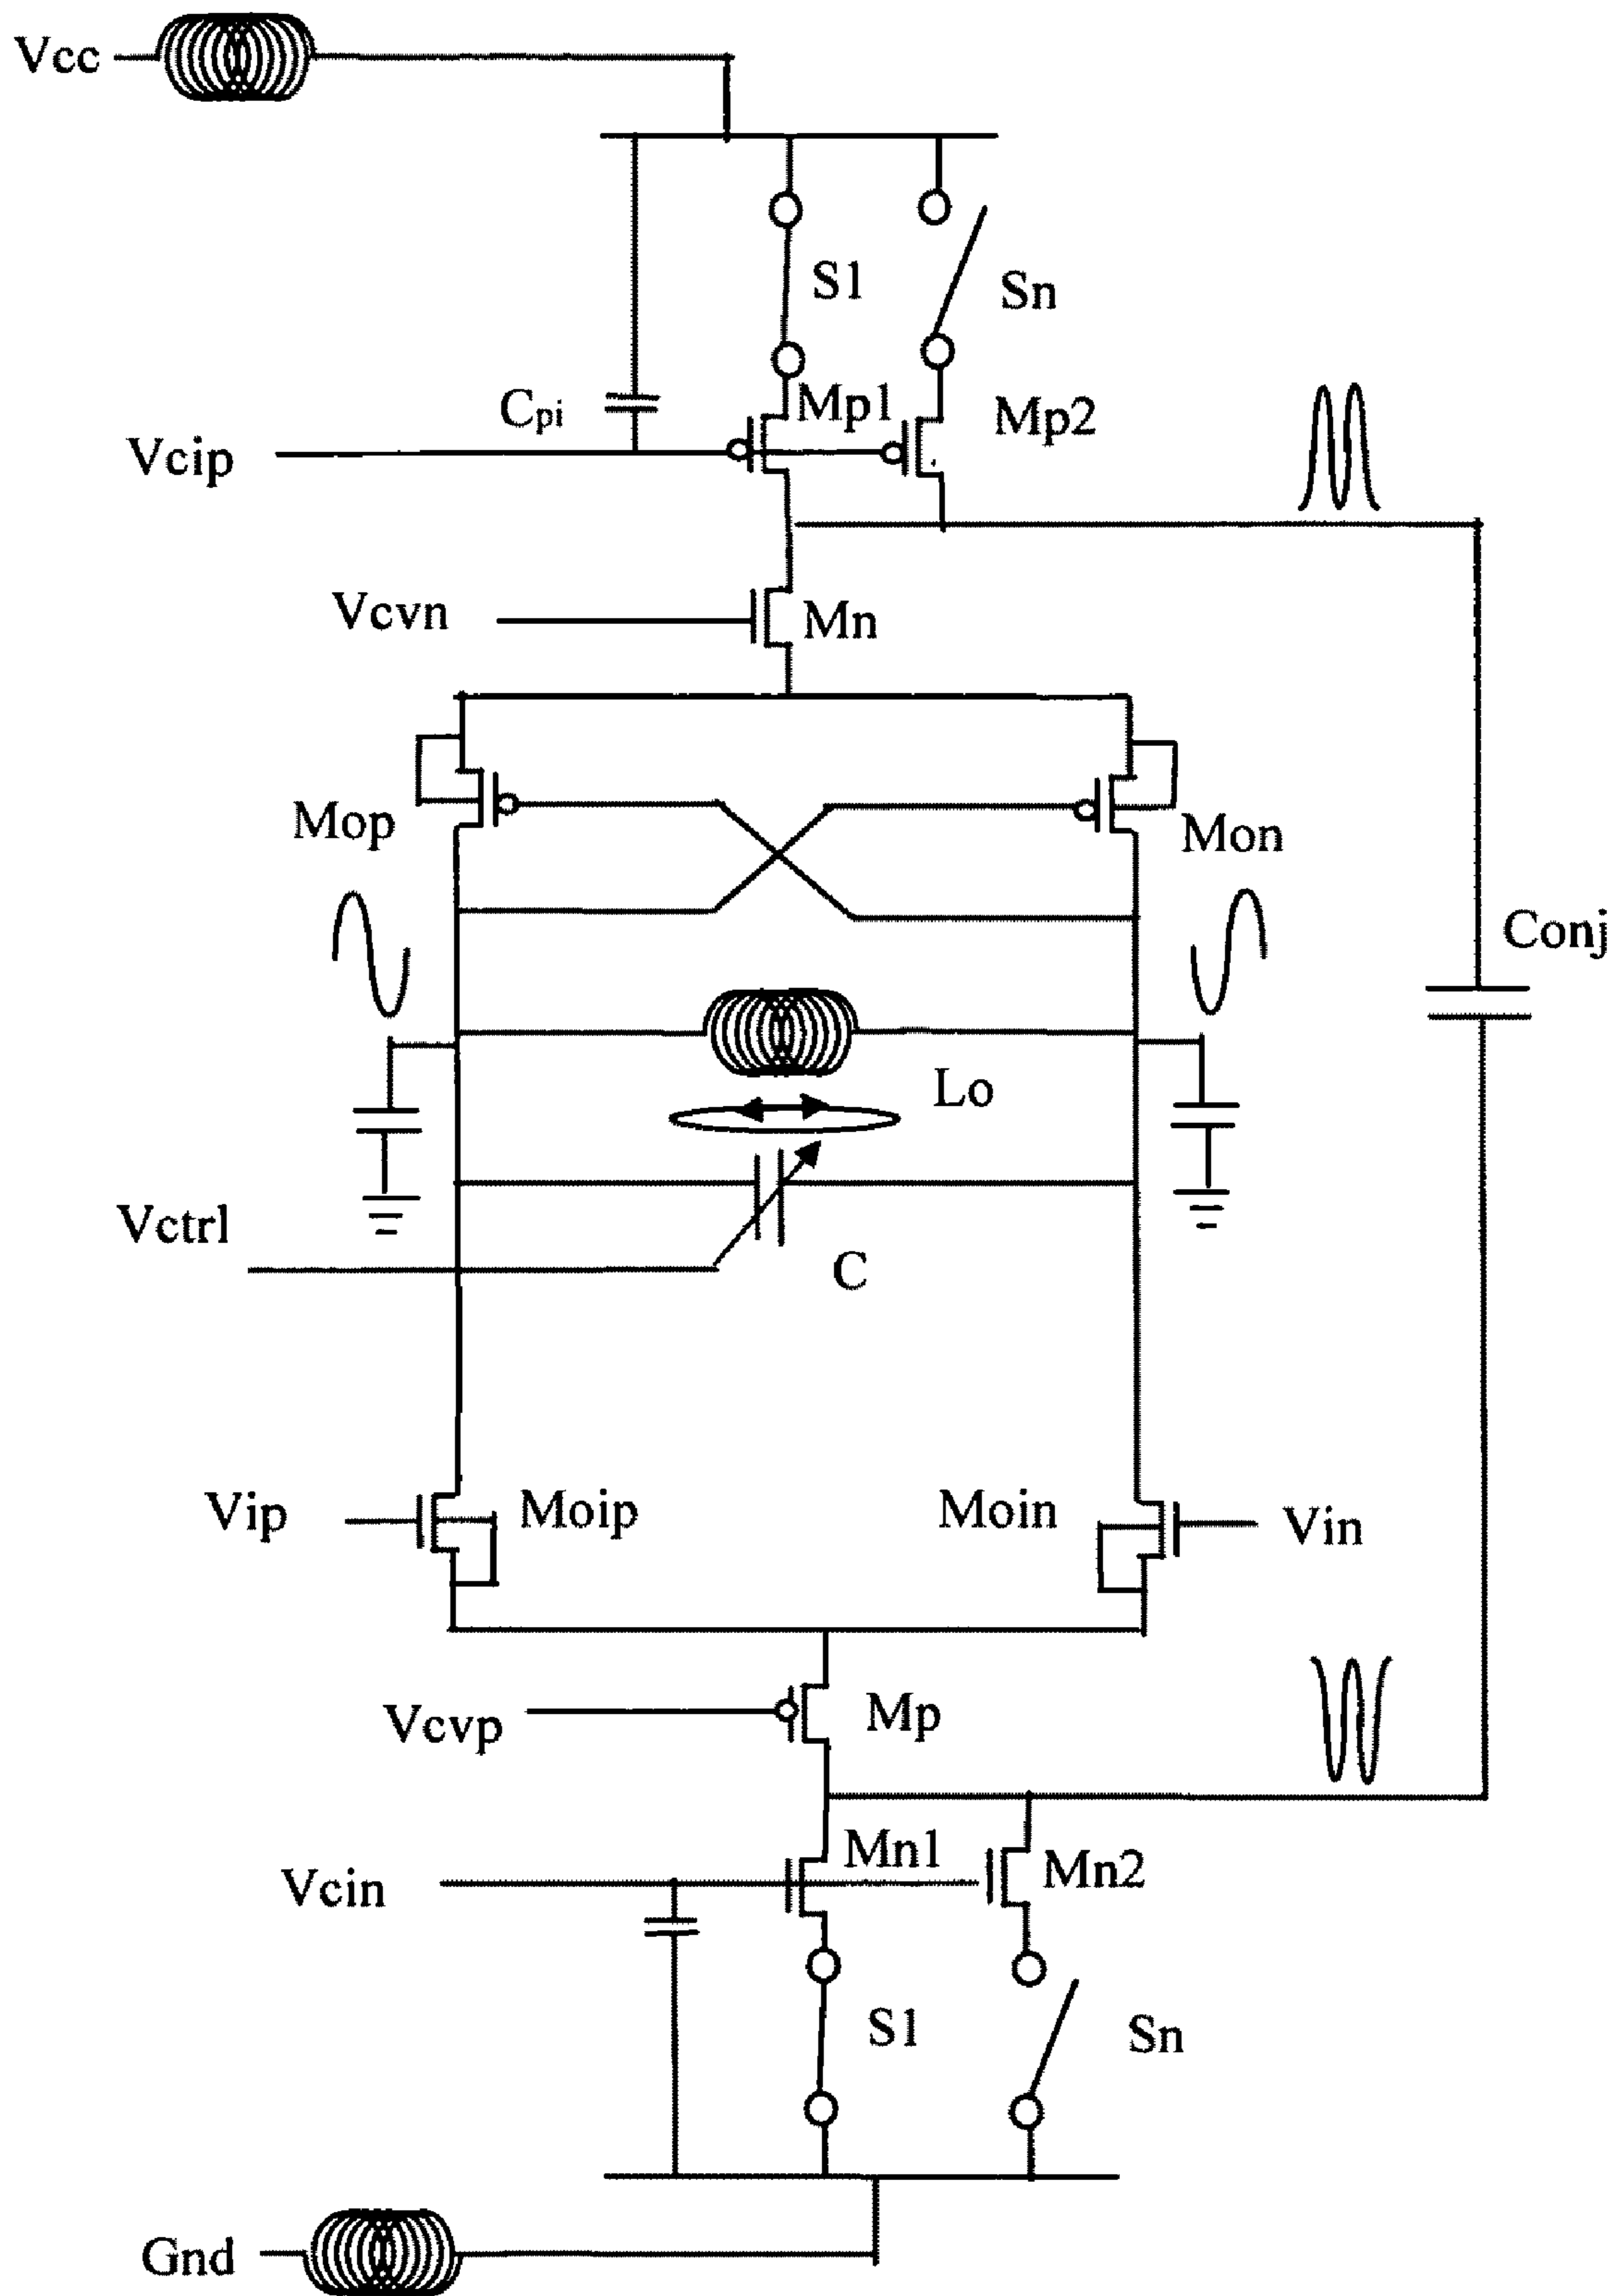 Vcc
S1
Sn
Cpi
Mp1
Mp2
Vcip
Vcvn
Mn
Mop
Mon
Conj
Lo
Vctrl
C
Vip
Moip
Moin
Vin
Vcvp
Mp
Mn1
Mn2
Vcin
S1
Sn
Gnd